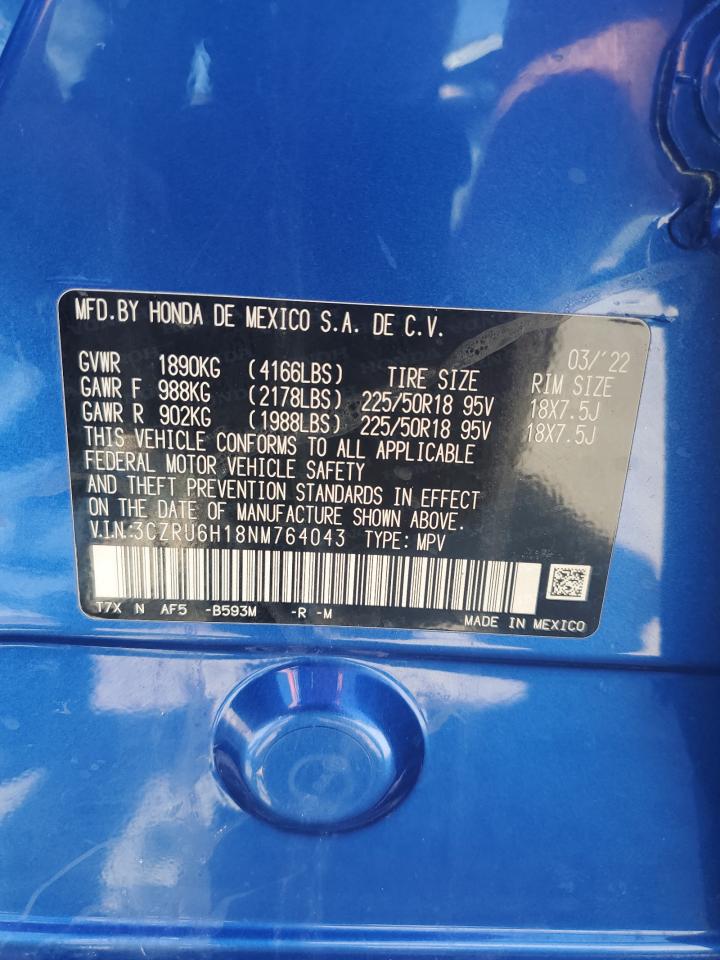 MFD.BY HONDA DE MEXICO S.A. DE C.V.
03/'22
GVWR 1890KG (4166LBS) TIRE SIZE RIM SIZE
GAWR F 988KG (2178LBS) 225/50R18 95V 18X7.5J
GAWR R 902KG (1988LBS) 225/50R18 95V 18X7.5J
THIS VEHICLE CONFORMS TO ALL APPLICABLE
FEDERAL MOTOR VEHICLE SAFETY
AND THEFT PREVENTION STANDARDS IN EFFECT
ON THE DATE OF MANUFACTURE SHOWN ABOVE.
V.I.N:3CZRU6H18NM764043 TYPE: MPV
T7X N AF5 -B593M -R -M
MADE IN MEXICO